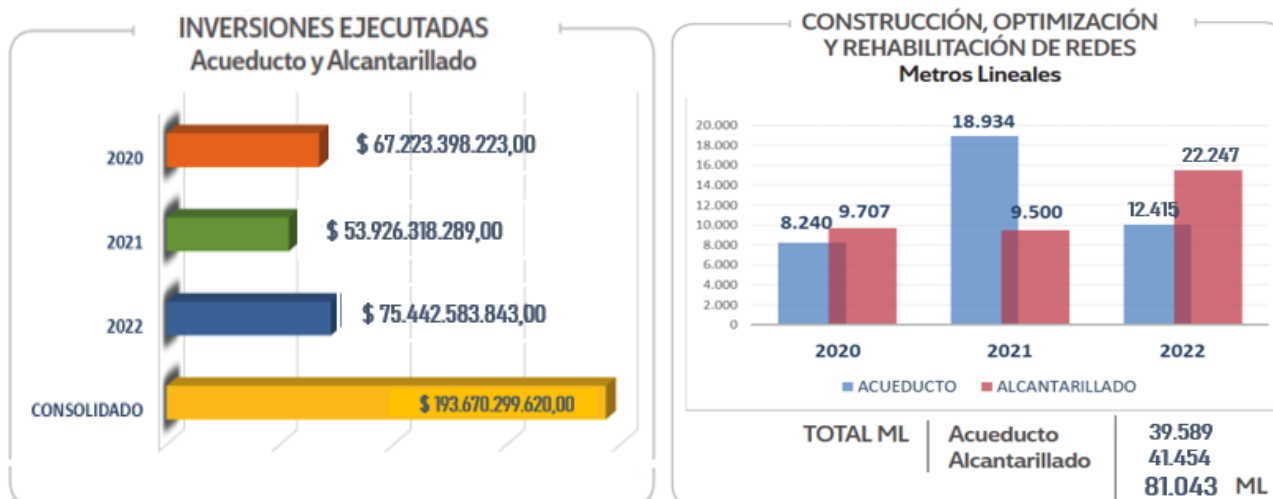 INVERSIONES EJECUTADAS
Acueducto y Alcantarillado
2020
$ 67.223.398.223,00
2021
$ 53.926.318.289,00
2022
$ 75.442.583.843,00
CONSOLIDADO
$ 193.670.299.620,00
CONSTRUCCIÓN, OPTIMIZACIÓN
Y REHABILITACIÓN DE REDES
Metros Lineales
20.000
18.000
16.000
14.000
12.000
10.000
8.000
6.000
4.000
2.000
0
8.240
9.707
18.934
9.500
12.415
22.247
2020
2021
2022
ACUEDUCTO
ALCANTARILLADO
TOTAL ML
Acueducto
39.589
Alcantarillado
41.454
81.043 ML